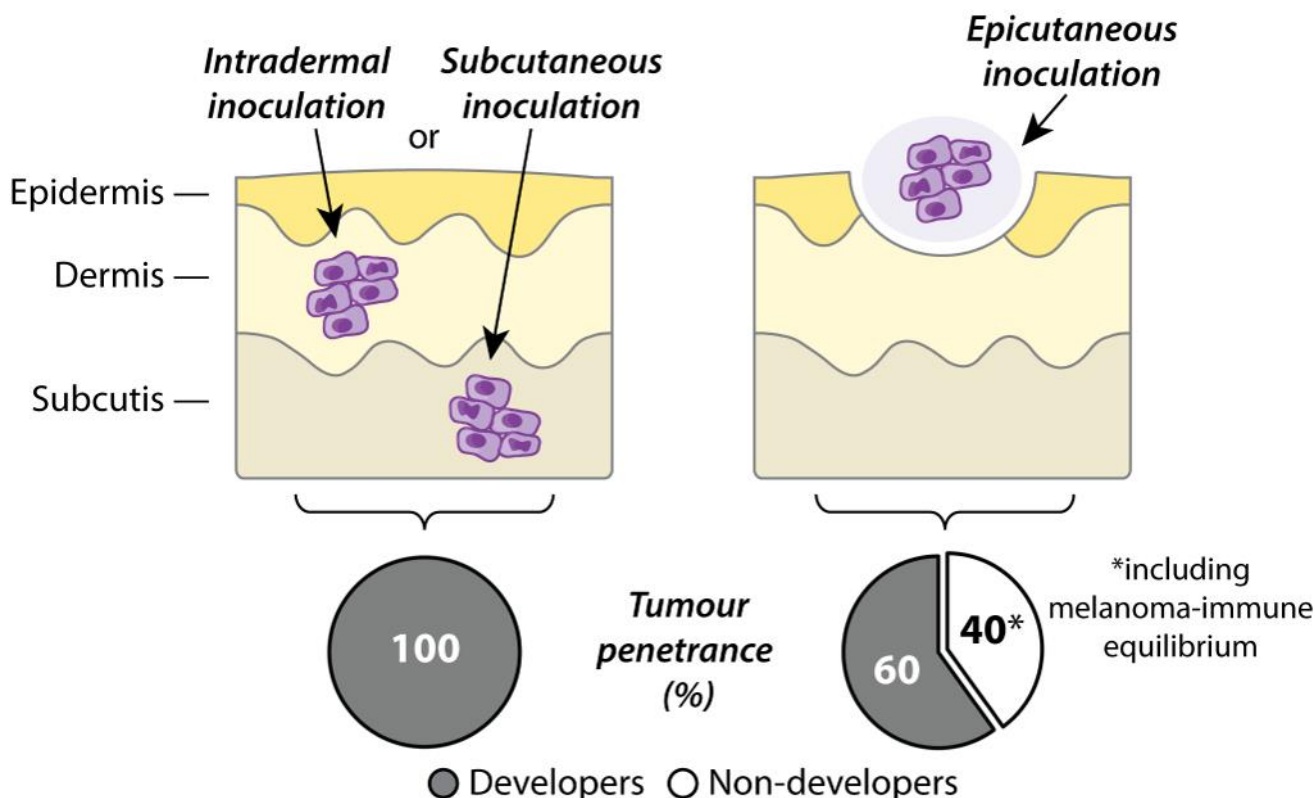 Intradermal
inoculation
or
Subcutaneous
inoculation
Epicutaneous
inoculation
Epidermis
Dermis
Subcutis
100
Tumour
penetrance
(%)
60
40*
*including
melanoma-immune
equilibrium
Developers
Non-developers